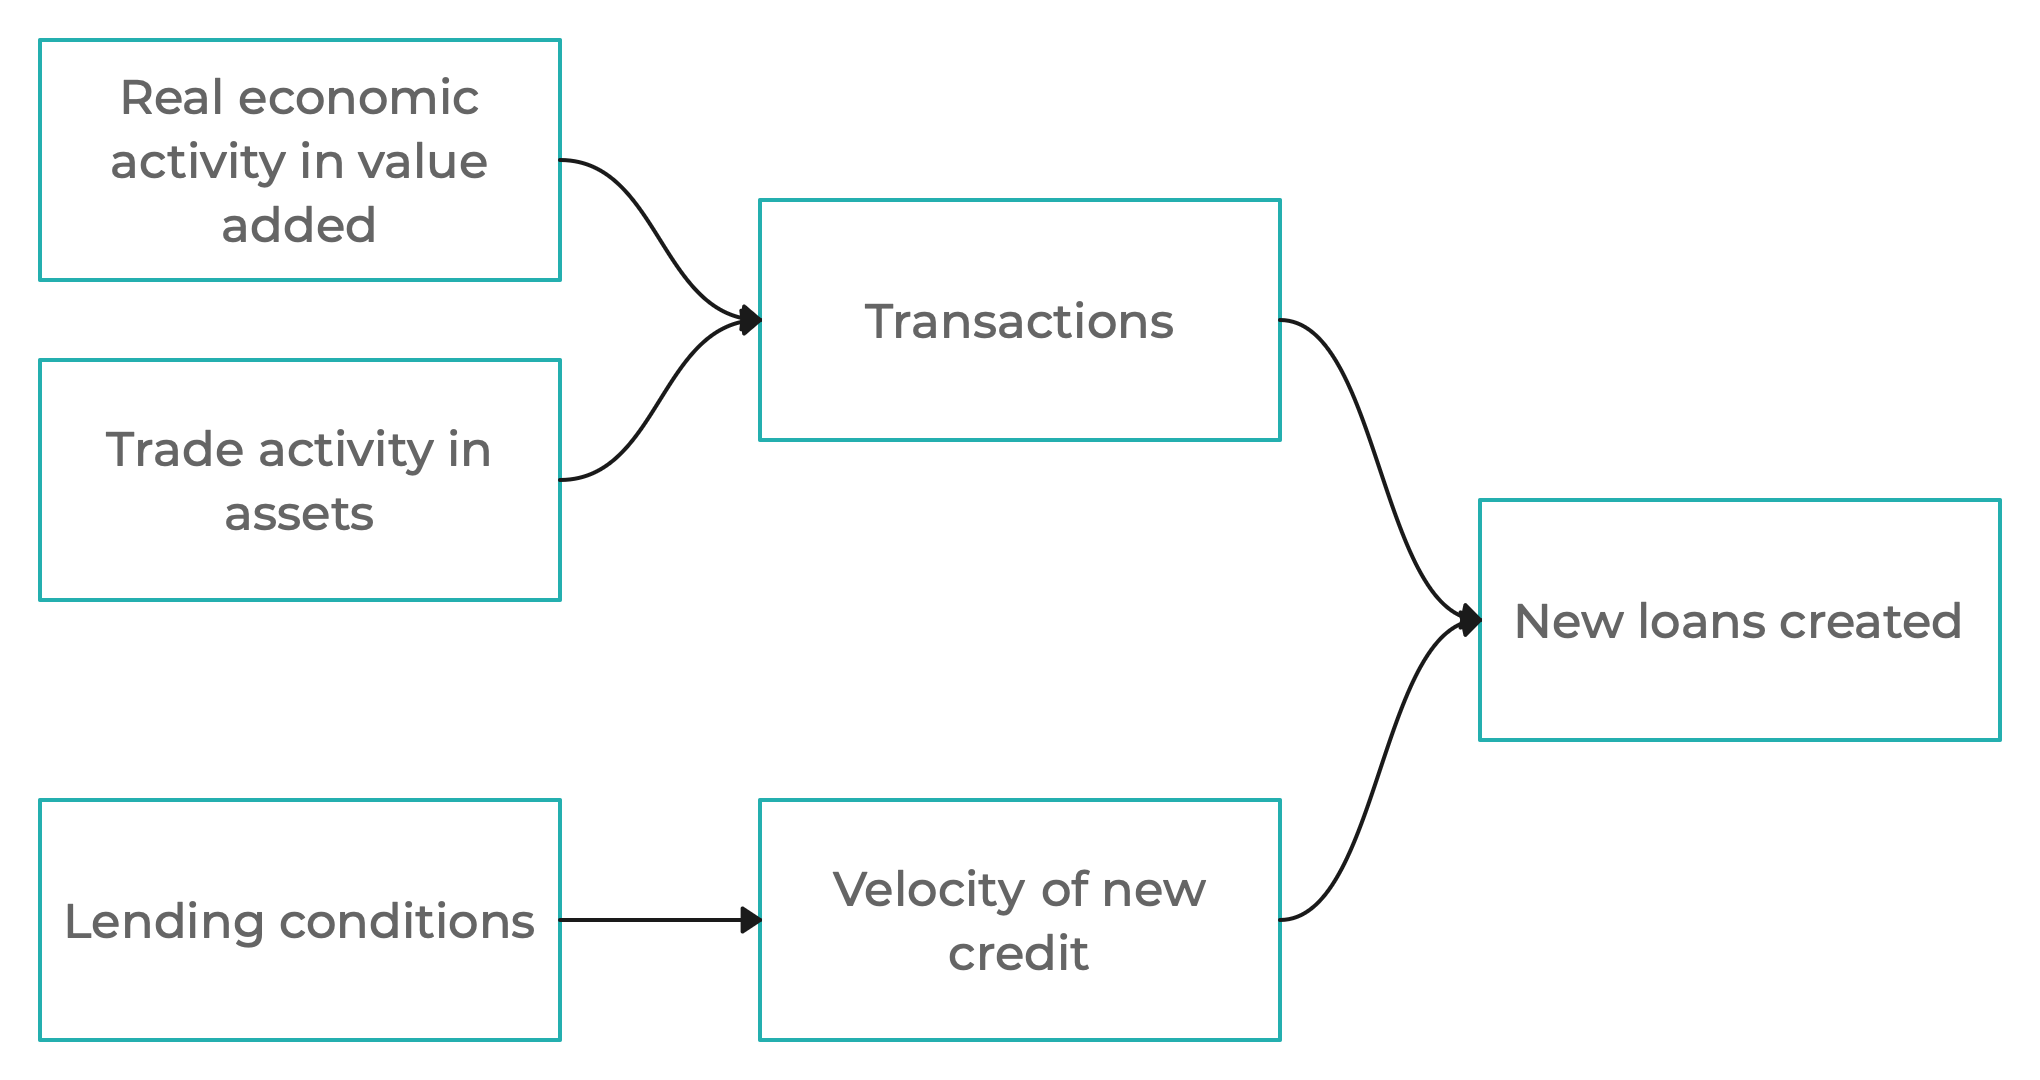 Real economic
activity in value
added
Trade activity in
assets
Transactions
New loans created
Lending conditions
Velocity of new
credit